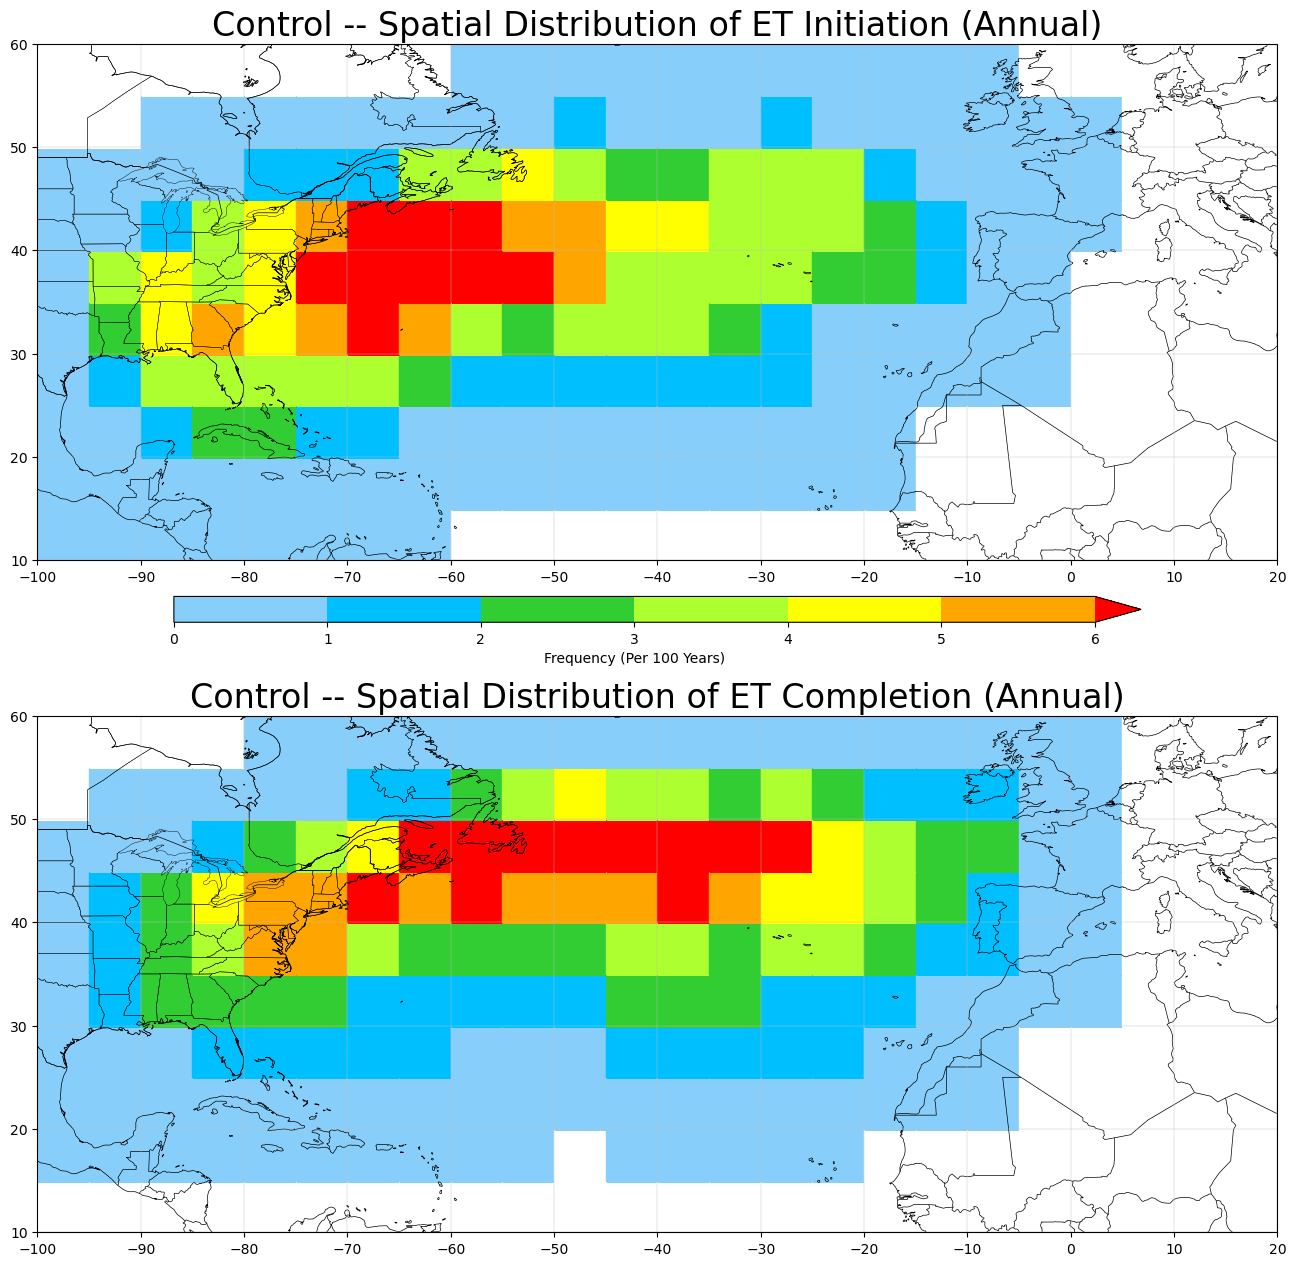 Control -- Spatial Distribution of ET Initiation (Annual)
60
50
40
30
20
10
−100 −90 −80 −70 −60 −50 −40 −30 −20 −10 0 10 20
0 1 2 3 4 5 6
Frequency (Per 100 Years)
Control -- Spatial Distribution of ET Completion (Annual)
60
50
40
30
20
10
−100 −90 −80 −70 −60 −50 −40 −30 −20 −10 0 10 20